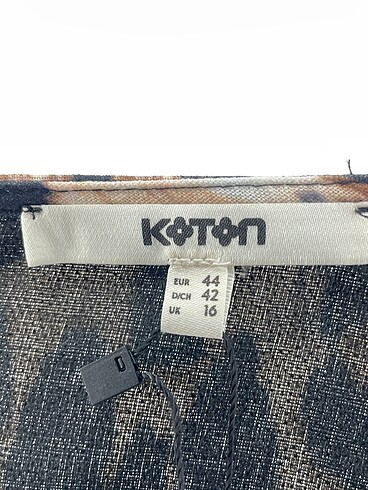 KOTON
EUR 44
D/CH 42
UK 16